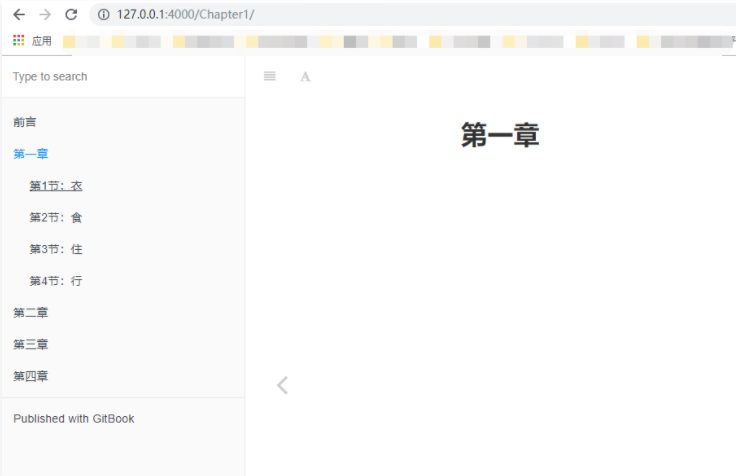 127.0.0.1:4000/Chapter1/
应用
Type to search
A
第一章
前言
第一章
第1节：衣
第2节：食
第3节：住
第4节：行
第二章
第三章
第四章
Published with GitBook